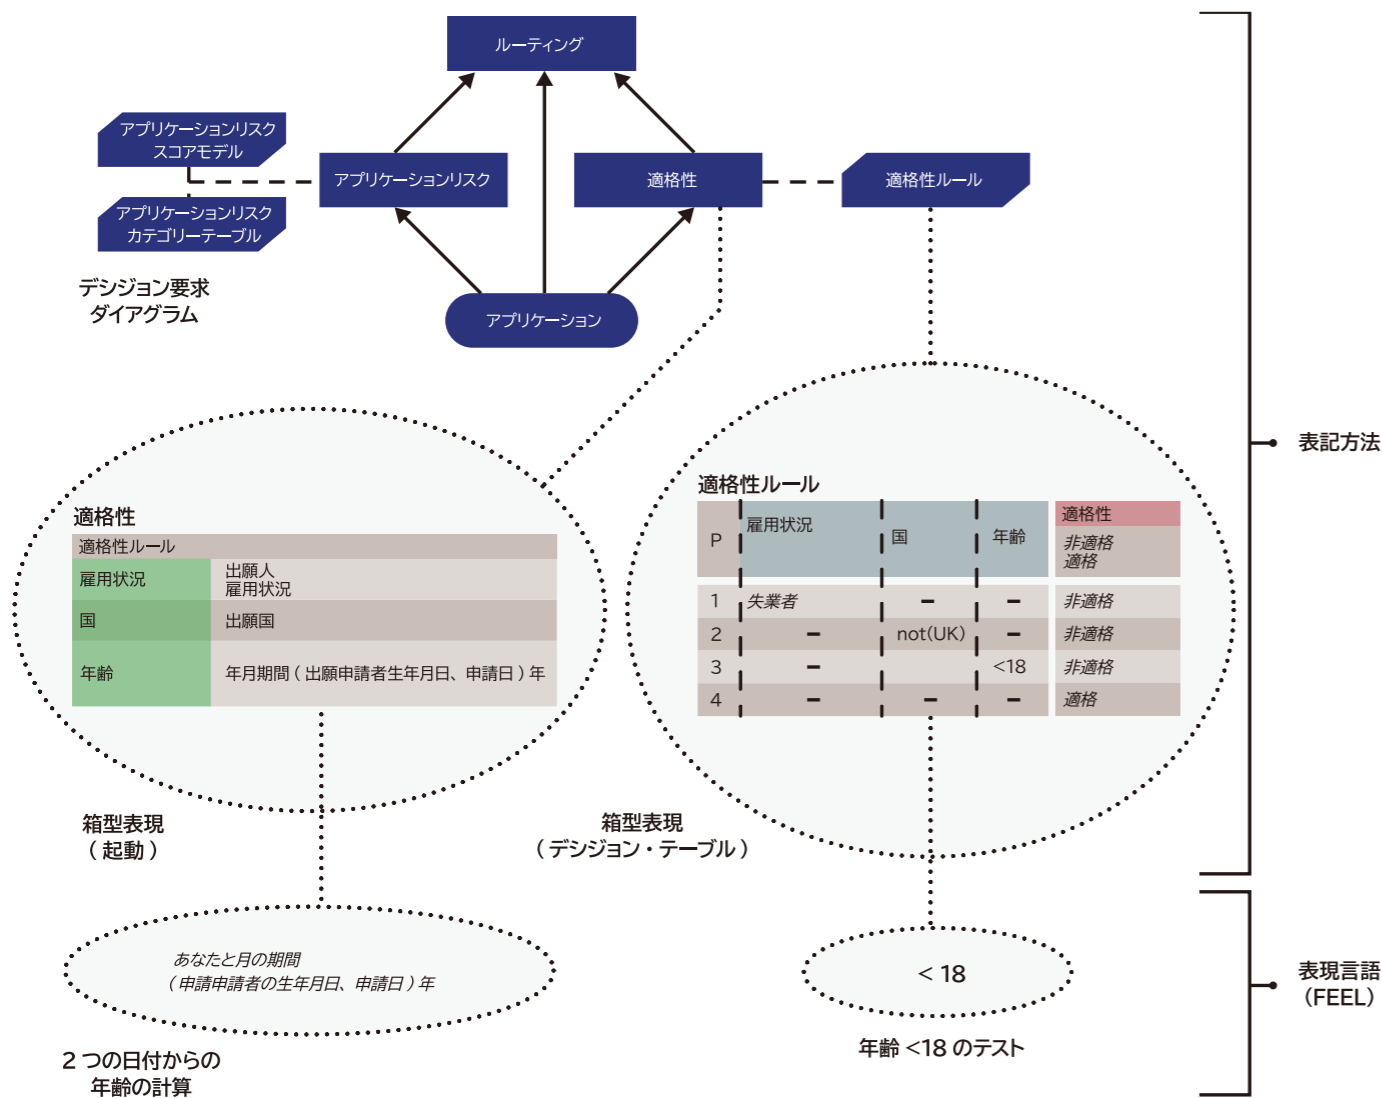 ルーティング
アプリケーションリスク
スコアモデル
アプリケーションリスク
適格性
適格性ルール
アプリケーションリスク
カテゴリーテーブル
デシジョン要求
ダイアグラム
アプリケーション
表記方法
適格性
適格性ルール
雇用状況 出願人
雇用状況
国 出願国
年齢 年月期間 ( 出願申請者生年月日、申請日 ) 年
箱型表現
( 起動 )
適格性ルール
P 雇用状況 国 年齢 適格性
非適格
適格
1 失業者 − − 非適格
2 − not(UK) − 非適格
3 − <18 非適格
4 − − − 適格
箱型表現
( デシジョン・テーブル )
あなたと月の期間
( 申請申請者の生年月日、申請日 ) 年
2 つの日付からの
年齢の計算
< 18
年齢 <18 のテスト
表現言語
(FEEL)